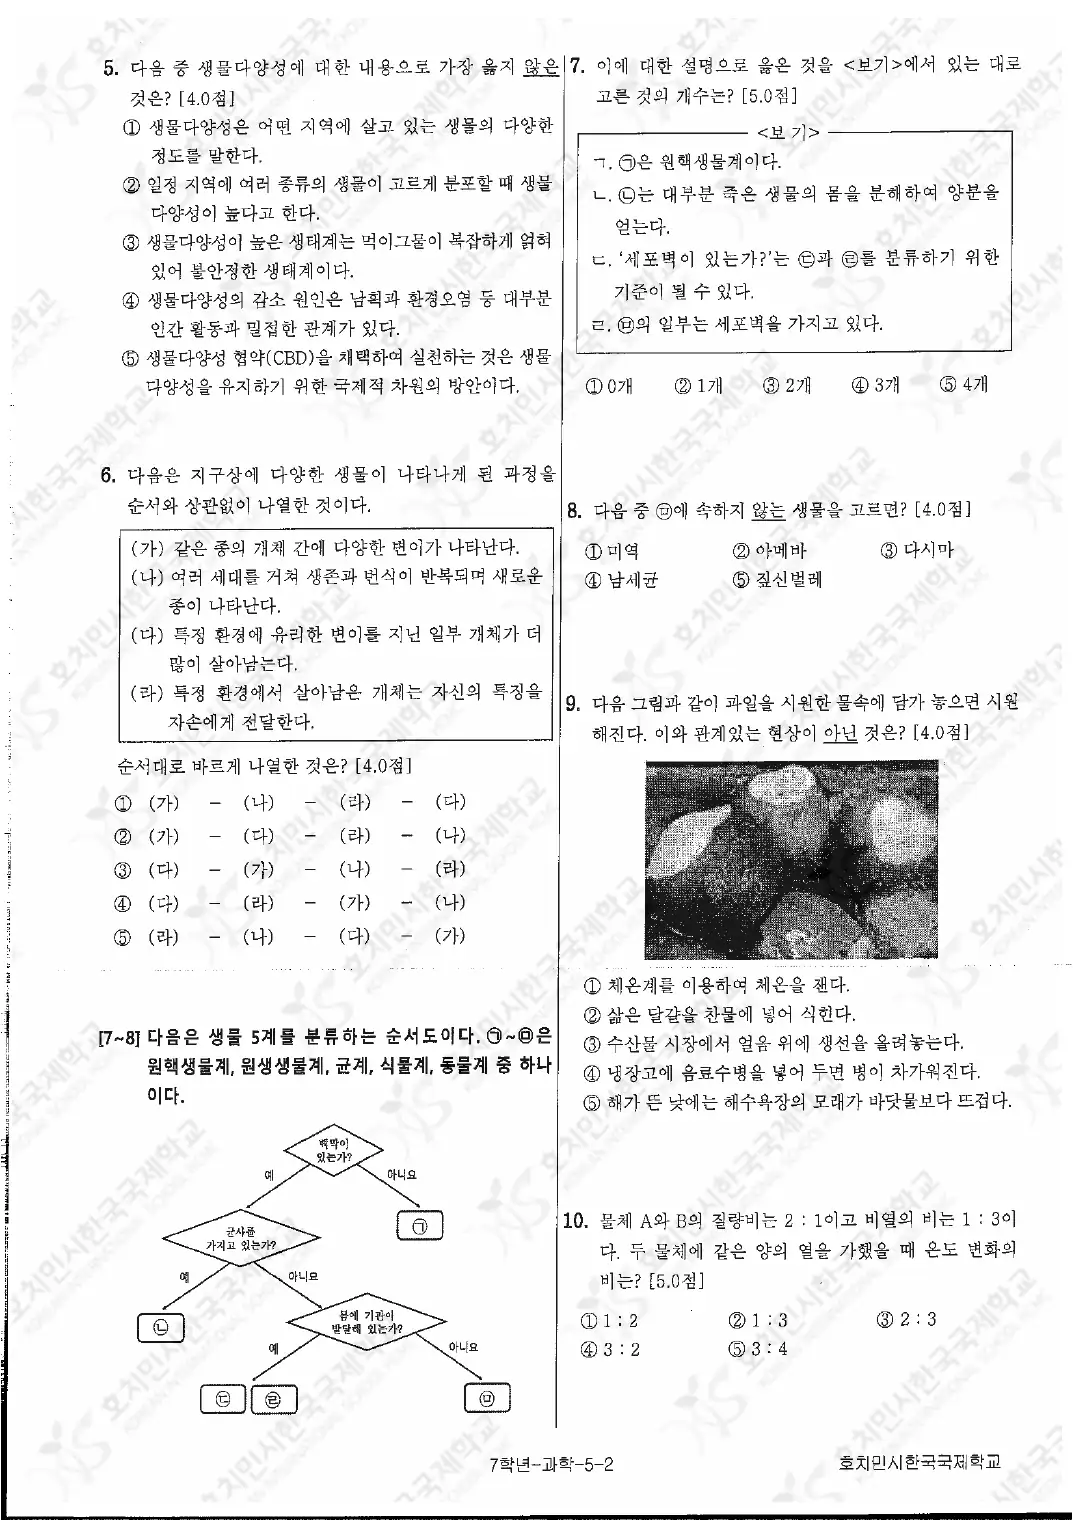 5. 다음 중 생물다양성에 대한 내용으로 가장 옳지 않은
것은? [4.0점]
① 생물다양성은 어떤 지역에 살고 있는 생물의 다양한
정도를 말한다.
② 일정 지역에 여러 종류의 생물이 고르게 분포할 때 생물
다양성이 높다고 한다.
③ 생물다양성이 높은 생태계는 먹이그물이 복잡하게 얽혀
있어 불안정한 생태계이다.
④ 생물다양성의 감소 원인은 남획과 환경오염 등 대부분
인간 활동과 밀접한 관계가 있다.
⑤ 생물다양성 협약(CBD)을 채택하여 실천하는 것은 생물
다양성을 유지하기 위한 국제적 차원의 방안이다.
6. 다음은 지구상에 다양한 생물이 나타나게 된 과정을
순서와 상관없이 나열한 것이다.
(가) 같은 종의 개체 간에 다양한 변이가 나타난다.
(나) 여러 세대를 거쳐 생존과 번식이 반복되며 새로운
종이 나타난다.
(다) 특정 환경에 유리한 변이를 지닌 일부 개체가 더
많이 살아남는다.
(라) 특정 환경에서 살아남은 개체는 자신의 특징을
자손에게 전달한다.
순서대로 바르게 나열한 것은? [4.0점]
① (가) - (나) - (라) - (다)
② (가) - (다) - (라) - (나)
③ (다) - (가) - (나) - (라)
④ (다) - (라) - (가) - (나)
⑤ (라) - (나) - (다) - (가)
[7~8] 다음은 생물 5계를 분류하는 순서도이다. ㉠~㉤은
원핵생물계, 원생생물계, 균계, 식물계, 동물계 중 하나
이다.
핵막이
있는가?
예 아니요
㉠
균사를
가지고 있는가?
예 아니요
㉡
몸에 기관이
발달해 있는가?
예 아니요
㉢ ㉣ ㉤
7. 이에 대한 설명으로 옳은 것을 <보기>에서 있는 대로
고른 것의 개수는? [5.0점]
<보 기>
ㄱ. ㉠은 원핵생물계이다.
ㄴ. ㉡는 대부분 죽은 생물의 몸을 분해하여 양분을
얻는다.
ㄷ. ‘세포벽이 있는가?’는 ㉢과 ㉣를 분류하기 위한
기준이 될 수 있다.
ㄹ. ㉤의 일부는 세포벽을 가지고 있다.
① 0개 ② 1개 ③ 2개 ④ 3개 ⑤ 4개
8. 다음 중 ㉤에 속하지 않는 생물을 고르면? [4.0점]
① 미역 ② 아메바 ③ 다시마
④ 남세균 ⑤ 짚신벌레
9. 다음 그림과 같이 과일을 시원한 물속에 담가 놓으면 시원
해진다. 이와 관계있는 현상이 아닌 것은? [4.0점]
① 체온계를 이용하여 체온을 잰다.
② 삶은 달걀을 찬물에 넣어 식힌다.
③ 수산물 시장에서 얼음 위에 생선을 올려놓는다.
④ 냉장고에 음료수병을 넣어 두면 병이 차가워진다.
⑤ 해가 뜬 낮에는 해수욕장의 모래가 바닷물보다 뜨겁다.
10. 물체 A와 B의 질량비는 2 : 1이고 비열의 비는 1 : 3이
다. 두 물체에 같은 양의 열을 가했을 때 온도 변화의
비는? [5.0점]
① 1 : 2 ② 1 : 3 ③ 2 : 3
④ 3 : 2 ⑤ 3 : 4
7학년-과학-5-2
호치민시한국국제학교